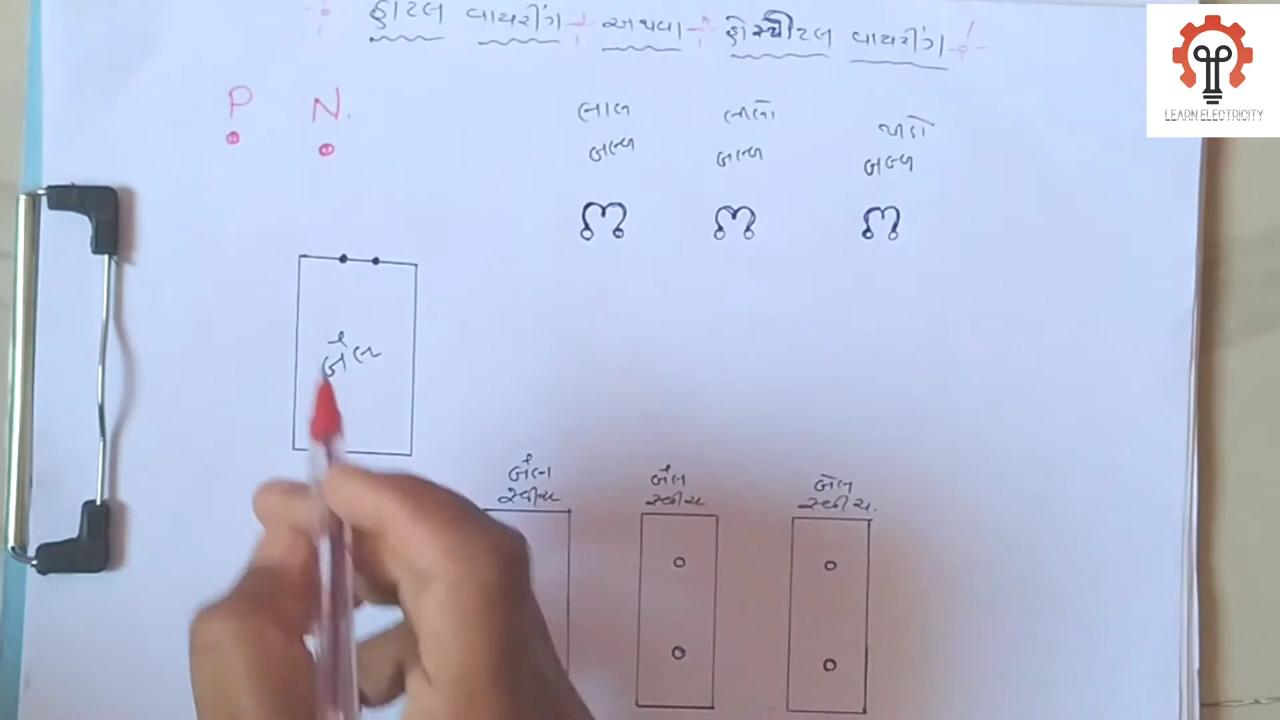 હોટલ વાયરીંગ અથવા હોસ્પીટલ વાયરીંગ
P N.
લાલ
બલ્બ
લીલો
બલ્બ
પીળો
બલ્બ
બેલ
બેલ
સ્વીચ
બેલ
સ્વીચ
બેલ
સ્વીચ.
LEARN ELECTRICITY